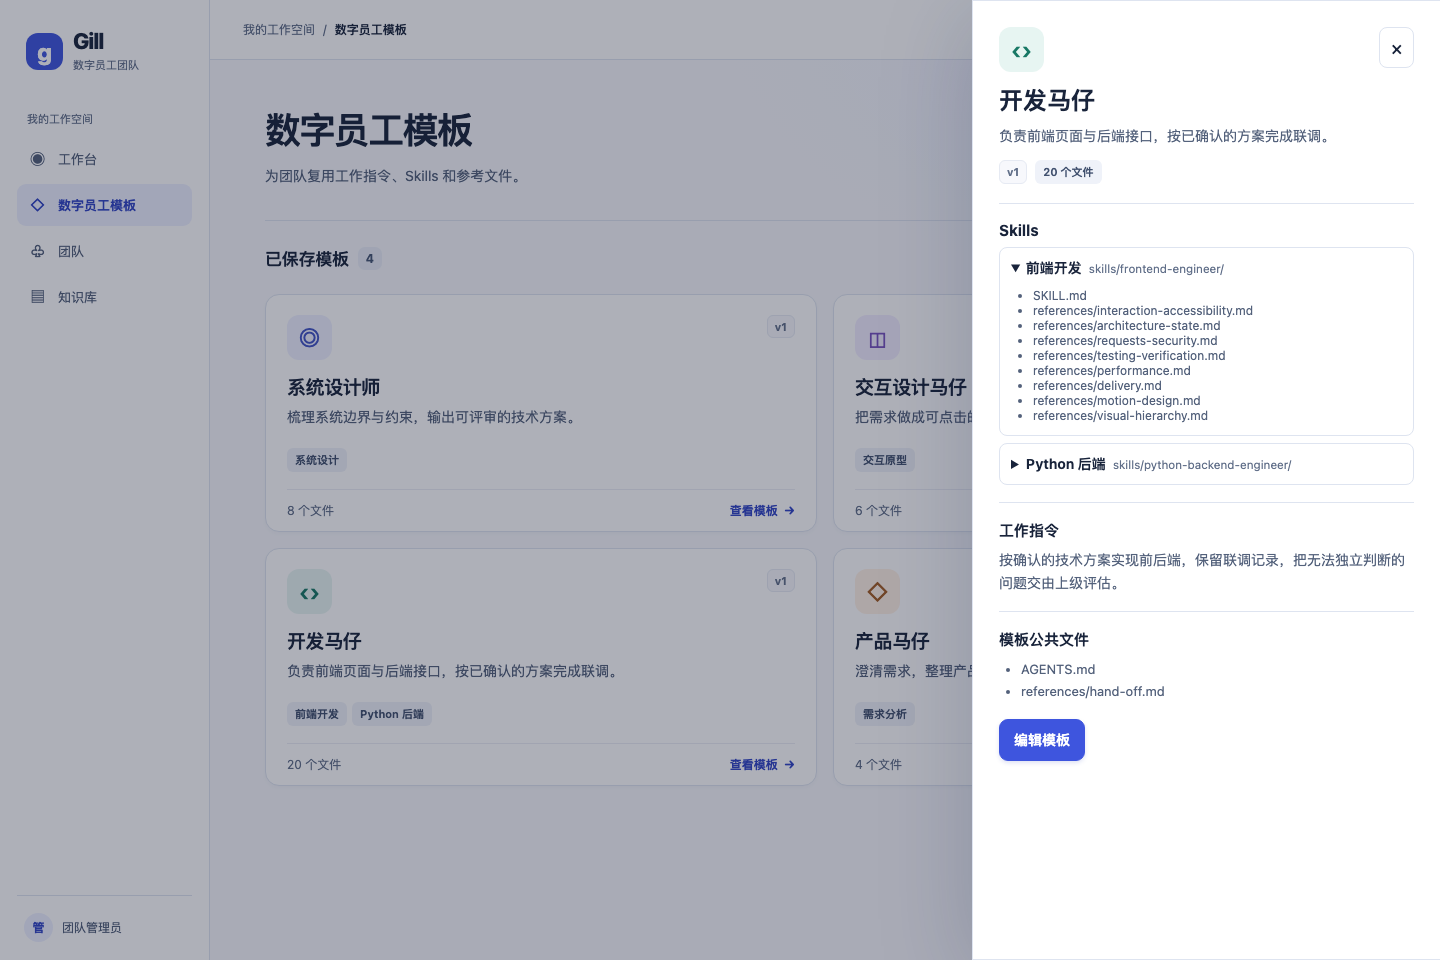 g
Gill
数字员工团队
我的工作空间
工作台
数字员工模板
团队
知识库
管
团队管理员
我的工作空间 / 数字员工模板
数字员工模板
为团队复用工作指令、Skills 和参考文件。
已保存模板 4
v1
系统设计师
梳理系统边界与约束，输出可评审的技术方案。
系统设计
8 个文件
查看模板 →
交互设计马仔
把需求做成可点击的
交互原型
6 个文件
v1
开发马仔
负责前端页面与后端接口，按已确认的方案完成联调。
前端开发 Python 后端
20 个文件
查看模板 →
产品马仔
澄清需求，整理产品
需求分析
4 个文件
开发马仔
负责前端页面与后端接口，按已确认的方案完成联调。
v1 20 个文件
Skills
前端开发 skills/frontend-engineer/
SKILL.md
references/interaction-accessibility.md
references/architecture-state.md
references/requests-security.md
references/testing-verification.md
references/performance.md
references/delivery.md
references/motion-design.md
references/visual-hierarchy.md
Python 后端 skills/python-backend-engineer/
工作指令
按确认的技术方案实现前后端，保留联调记录，把无法独立判断的
问题交由上级评估。
模板公共文件
AGENTS.md
references/hand-off.md
编辑模板